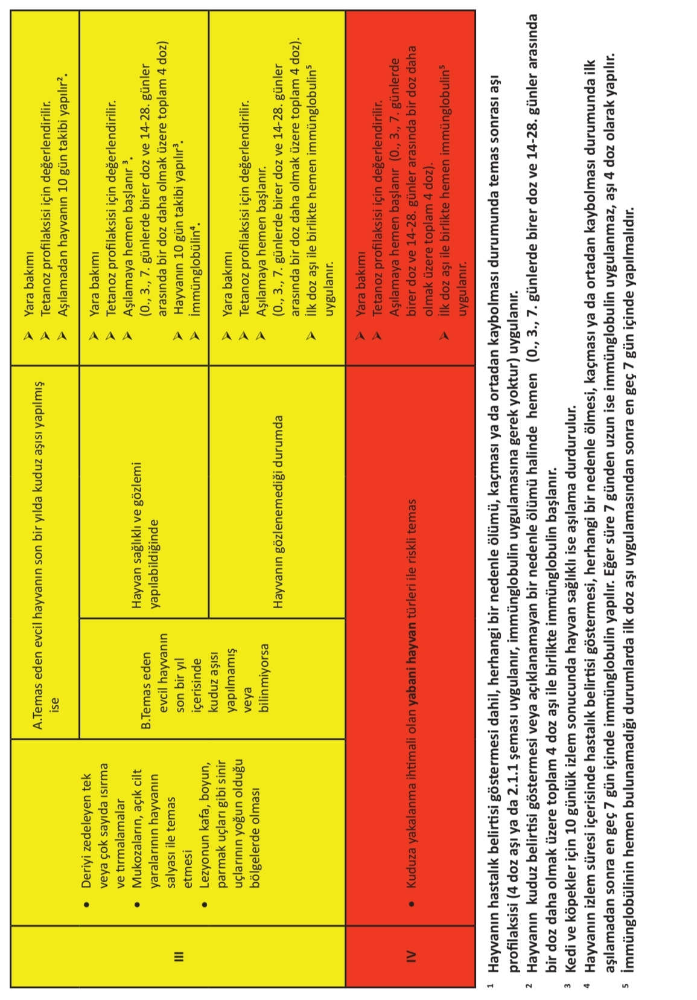 III
• Deriyi zedeleyen tek
veya çok sayıda ısırma
ve tırmalamalar
• Mukozaların, açık cilt
yaralarının hayvanın
salyası ile temas
etmesi
• Lezyonun kafa, boyun,
parmak uçları gibi sinir
uçlarının yoğun olduğu
bölgelerde olması
A.Temas eden evcil hayvanın son bir yılda kuduz aşısı yapılmış
ise
➢ Yara bakımı
➢ Tetanoz profilaksisi için değerlendirilir.
➢ Aşılamadan hayvanın 10 gün takibi yapılır².
B.Temas eden
evcil hayvanın
son bir yıl
içerisinde
kuduz aşısı
yapılmamış
veya
bilinmiyorsa
Hayvan sağlıklı ve gözlemi
yapılabildiğinde
➢ Yara bakımı
➢ Tetanoz profilaksisi için değerlendirilir.
➢ Aşılamaya hemen başlanır ³.
(0., 3., 7. günlerde birer doz ve 14-28. günler
arasında bir doz daha olmak üzere toplam 4 doz)
➢ Hayvanın 10 gün takibi yapılır³.
➢ İmmünglobülin⁴.
Hayvanın gözlenemediği durumda
➢ Yara bakımı
➢ Tetanoz profilaksisi için değerlendirilir.
➢ Aşılamaya hemen başlanır.
(0., 3., 7. günlerde birer doz ve 14-28. günler
arasında bir doz daha olmak üzere toplam 4 doz).
➢ İlk doz aşı ile birlikte hemen immünglobulin⁵
uygulanır.
IV
• Kuduza yakalanma ihtimali olan yabani hayvan türleri ile riskli temas
➢ Yara bakımı
➢ Tetanoz profilaksisi için değerlendirilir.
Aşılamaya hemen başlanır (0., 3., 7. günlerde
birer doz ve 14-28. günler arasında bir doz daha
olmak üzere toplam 4 doz).
➢ İlk doz aşı ile birlikte hemen immünglobulin⁵
uygulanır.
1 Hayvanın hastalık belirtisi göstermesi dahil, herhangi bir nedenle ölümü, kaçması ya da ortadan kaybolması durumunda temas sonrası aşı
profilaksisi (4 doz aşı ya da 2.1.1 şeması uygulanır, immünglobulin uygulamasına gerek yoktur) uygulanır.
2 Hayvanın kuduz belirtisi göstermesi veya açıklanamayan bir nedenle ölümü halinde hemen (0., 3., 7. günlerde birer doz ve 14-28. günler arasında
bir doz daha olmak üzere toplam 4 doz aşı ile birlikte immünglobulin başlanır.
3 Kedi ve köpekler için 10 günlük izlem sonucunda hayvan sağlıklı ise aşılama durdurulur.
4 Hayvanın izlem süresi içerisinde hastalık belirtisi göstermesi, herhangi bir nedenle ölmesi, kaçması ya da ortadan kaybolması durumunda ilk
aşılamadan sonra en geç 7 gün içinde immünglobulin yapılır. Eğer süre 7 günden uzun ise immünglobulin uygulanmaz, aşı 4 doz olarak yapılır.
5 İmmünglobülinin hemen bulunamadığı durumlarda ilk doz aşı uygulamasından sonra en geç 7 gün içinde yapılmalıdır.